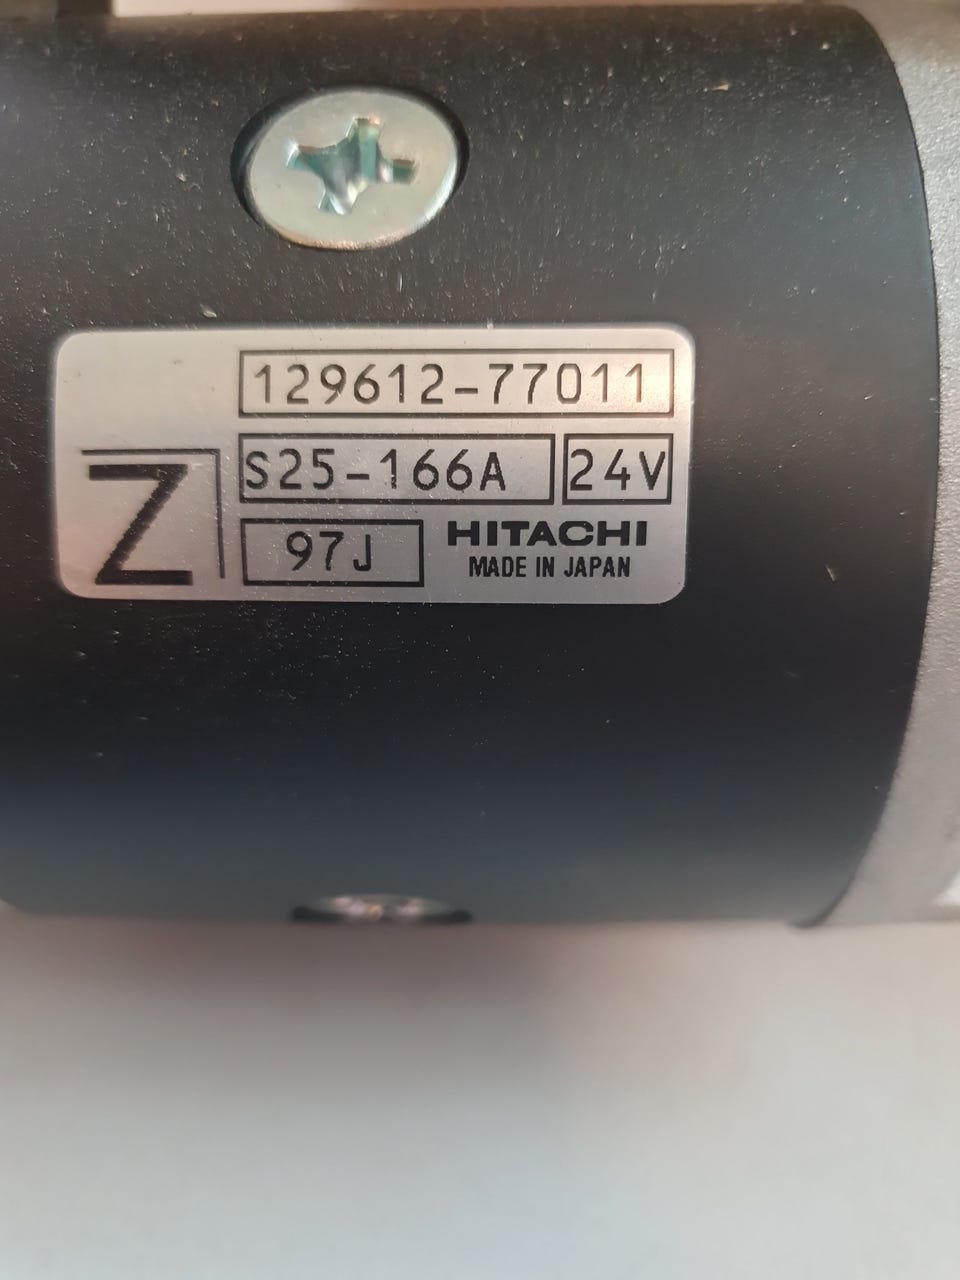 129612-77011
S25-166A 24V
Z
97J HITACHI
MADE IN JAPAN